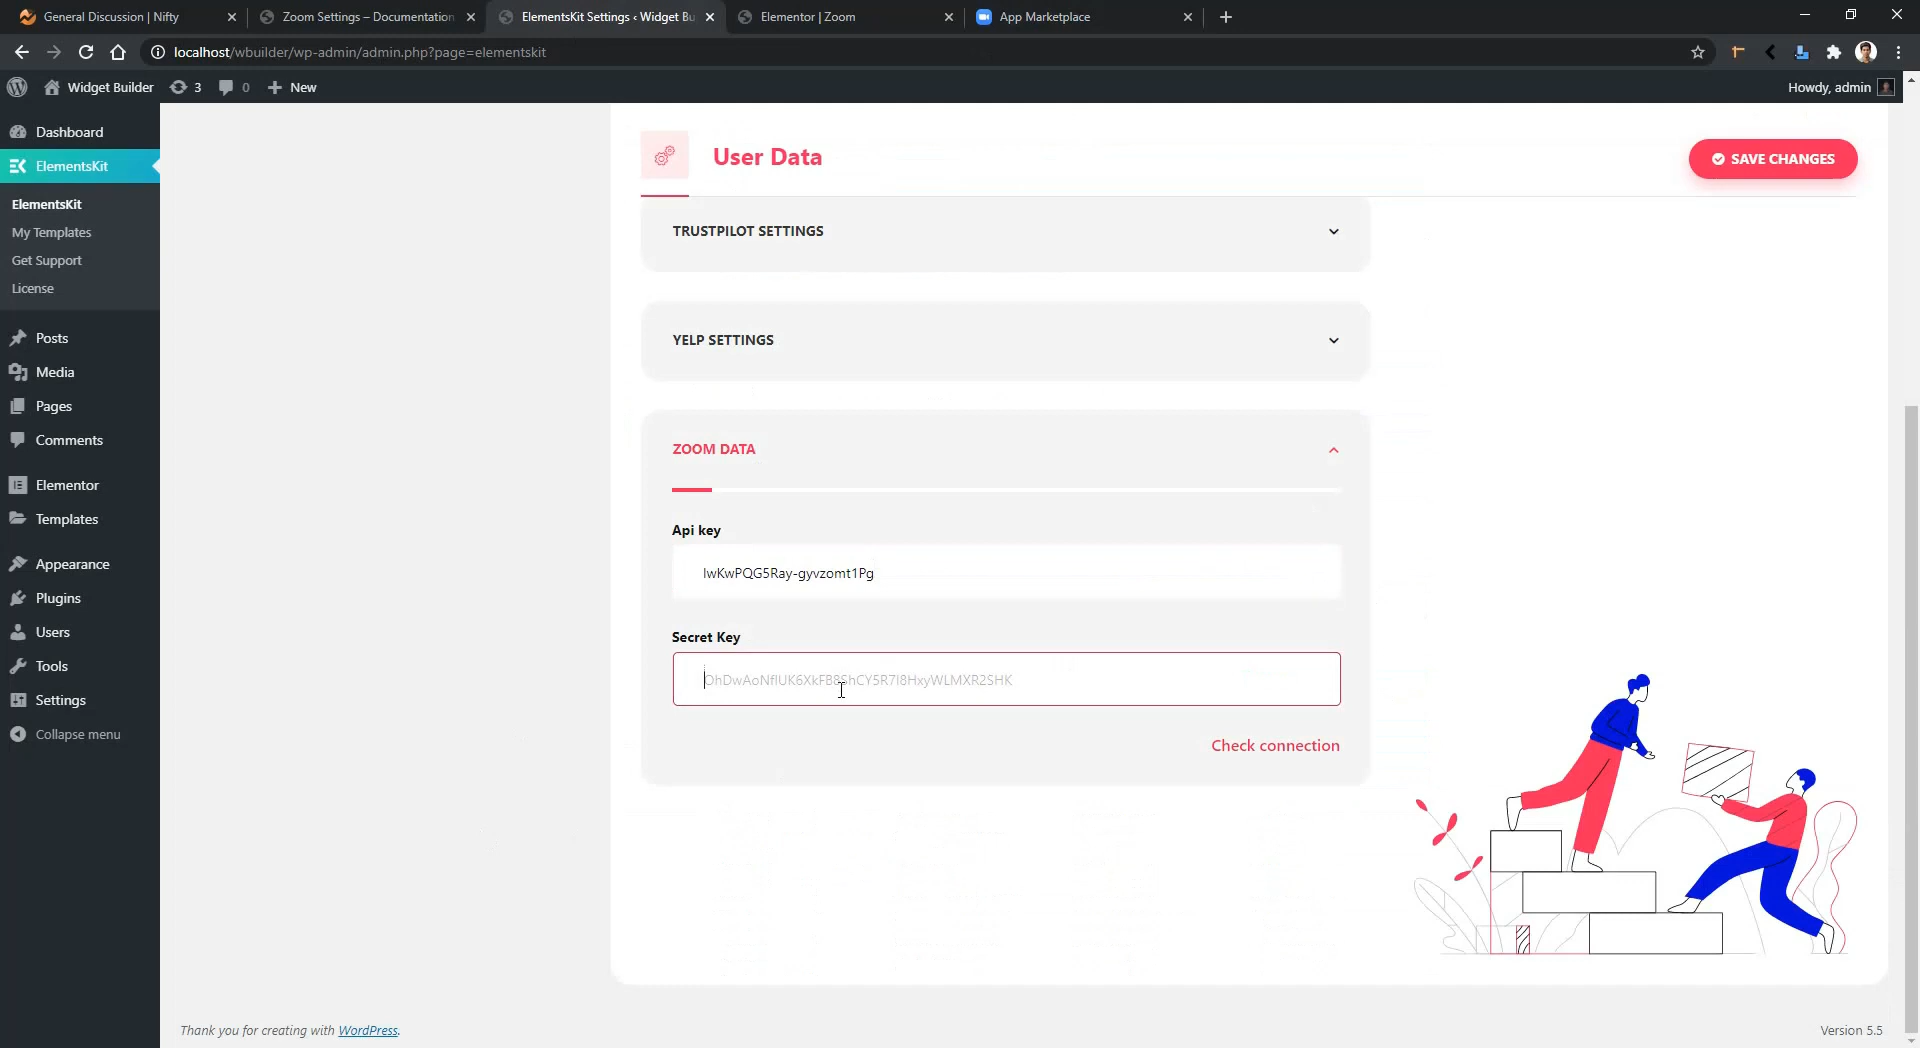 General Discussion | Nifty
Zoom Settings – Documentation
ElementsKit Settings ‹ Widget Bu
Elementor | Zoom
App Marketplace
localhost/wbuilder/wp-admin/admin.php?page=elementskit
Widget Builder
3
0
New
Howdy, admin
Dashboard
ElementsKit
ElementsKit
My Templates
Get Support
License
Posts
Media
Pages
Comments
Elementor
Templates
Appearance
Plugins
Users
Tools
Settings
Collapse menu
User Data
SAVE CHANGES
TRUSTPILOT SETTINGS
YELP SETTINGS
ZOOM DATA
Api key
IwKwPQG5Ray-gyvzomt1Pg
Secret Key
OhDwAoNflUK6XkFB8ShCY5R7I8HxyWLMXR2SHK
Check connection
Thank you for creating with WordPress.
Version 5.5